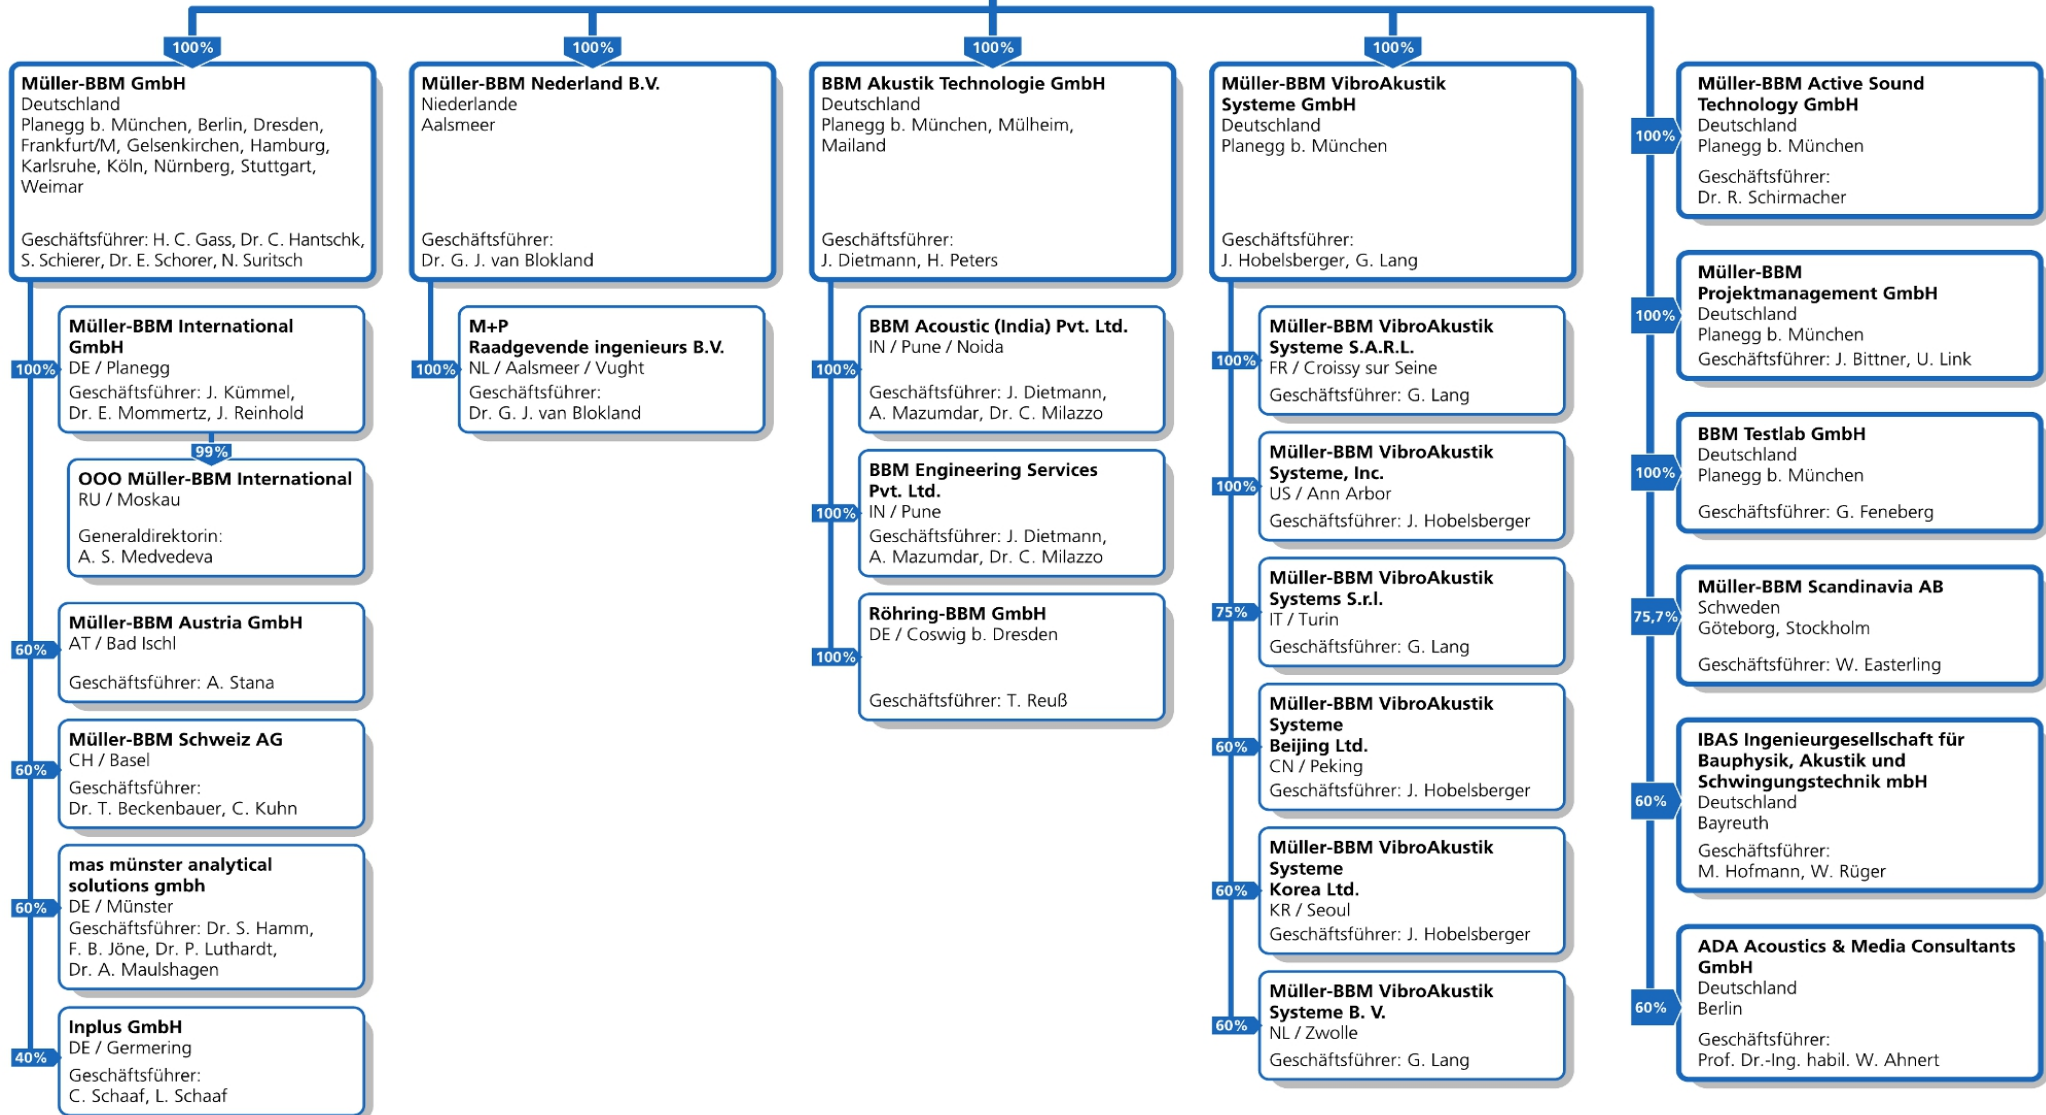 100%
Müller-BBM GmbH
Deutschland
Planegg b. München, Berlin, Dresden,
Frankfurt/M, Gelsenkirchen, Hamburg,
Karlsruhe, Köln, Nürnberg, Stuttgart,
Weimar
Geschäftsführer: H. C. Gass, Dr. C. Hantschk,
S. Schierer, Dr. E. Schorer, N. Suritsch
100%
Müller-BBM International
GmbH
DE / Planegg
Geschäftsführer: J. Kümmel,
Dr. E. Mommertz, J. Reinhold
99%
OOO Müller-BBM International
RU / Moskau
Generaldirektorin:
A. S. Medvedeva
60%
Müller-BBM Austria GmbH
AT / Bad Ischl
Geschäftsführer: A. Stana
60%
Müller-BBM Schweiz AG
CH / Basel
Geschäftsführer:
Dr. T. Beckenbauer, C. Kuhn
60%
mas münster analytical
solutions gmbh
DE / Münster
Geschäftsführer: Dr. S. Hamm,
F. B. Jöne, Dr. P. Luthardt,
Dr. A. Maulshagen
40%
Inplus GmbH
DE / Germering
Geschäftsführer:
C. Schaaf, L. Schaaf
100%
Müller-BBM Nederland B.V.
Niederlande
Aalsmeer
Geschäftsführer:
Dr. G. J. van Blokland
100%
M+P
Raadgevende ingenieurs B.V.
NL / Aalsmeer / Vught
Geschäftsführer:
Dr. G. J. van Blokland
100%
BBM Akustik Technologie GmbH
Deutschland
Planegg b. München, Mülheim,
Mailand
Geschäftsführer:
J. Dietmann, H. Peters
100%
BBM Acoustic (India) Pvt. Ltd.
IN / Pune / Noida
Geschäftsführer: J. Dietmann,
A. Mazumdar, Dr. C. Milazzo
100%
BBM Engineering Services
Pvt. Ltd.
IN / Pune
Geschäftsführer: J. Dietmann,
A. Mazumdar, Dr. C. Milazzo
100%
Röhring-BBM GmbH
DE / Coswig b. Dresden
Geschäftsführer: T. Reuß
100%
Müller-BBM VibroAkustik
Systeme GmbH
Deutschland
Planegg b. München
Geschäftsführer:
J. Hobelsberger, G. Lang
100%
Müller-BBM VibroAkustik
Systeme S.A.R.L.
FR / Croissy sur Seine
Geschäftsführer: G. Lang
100%
Müller-BBM VibroAkustik
Systeme, Inc.
US / Ann Arbor
Geschäftsführer: J. Hobelsberger
75%
Müller-BBM VibroAkustik
Systems S.r.l.
IT / Turin
Geschäftsführer: G. Lang
60%
Müller-BBM VibroAkustik
Systeme
Beijing Ltd.
CN / Peking
Geschäftsführer: J. Hobelsberger
60%
Müller-BBM VibroAkustik
Systeme
Korea Ltd.
KR / Seoul
Geschäftsführer: J. Hobelsberger
60%
Müller-BBM VibroAkustik
Systeme B. V.
NL / Zwolle
Geschäftsführer: G. Lang
100%
Müller-BBM Active Sound
Technology GmbH
Deutschland
Planegg b. München
Geschäftsführer:
Dr. R. Schirmacher
100%
Müller-BBM
Projektmanagement GmbH
Deutschland
Planegg b. München
Geschäftsführer: J. Bittner, U. Link
100%
BBM Testlab GmbH
Deutschland
Planegg b. München
Geschäftsführer: G. Feneberg
75,7%
Müller-BBM Scandinavia AB
Schweden
Göteborg, Stockholm
Geschäftsführer: W. Easterling
60%
IBAS Ingenieurgesellschaft für
Bauphysik, Akustik und
Schwingungstechnik mbH
Deutschland
Bayreuth
Geschäftsführer:
M. Hofmann, W. Rüger
60%
ADA Acoustics & Media Consultants
GmbH
Deutschland
Berlin
Geschäftsführer:
Prof. Dr.-Ing. habil. W. Ahnert